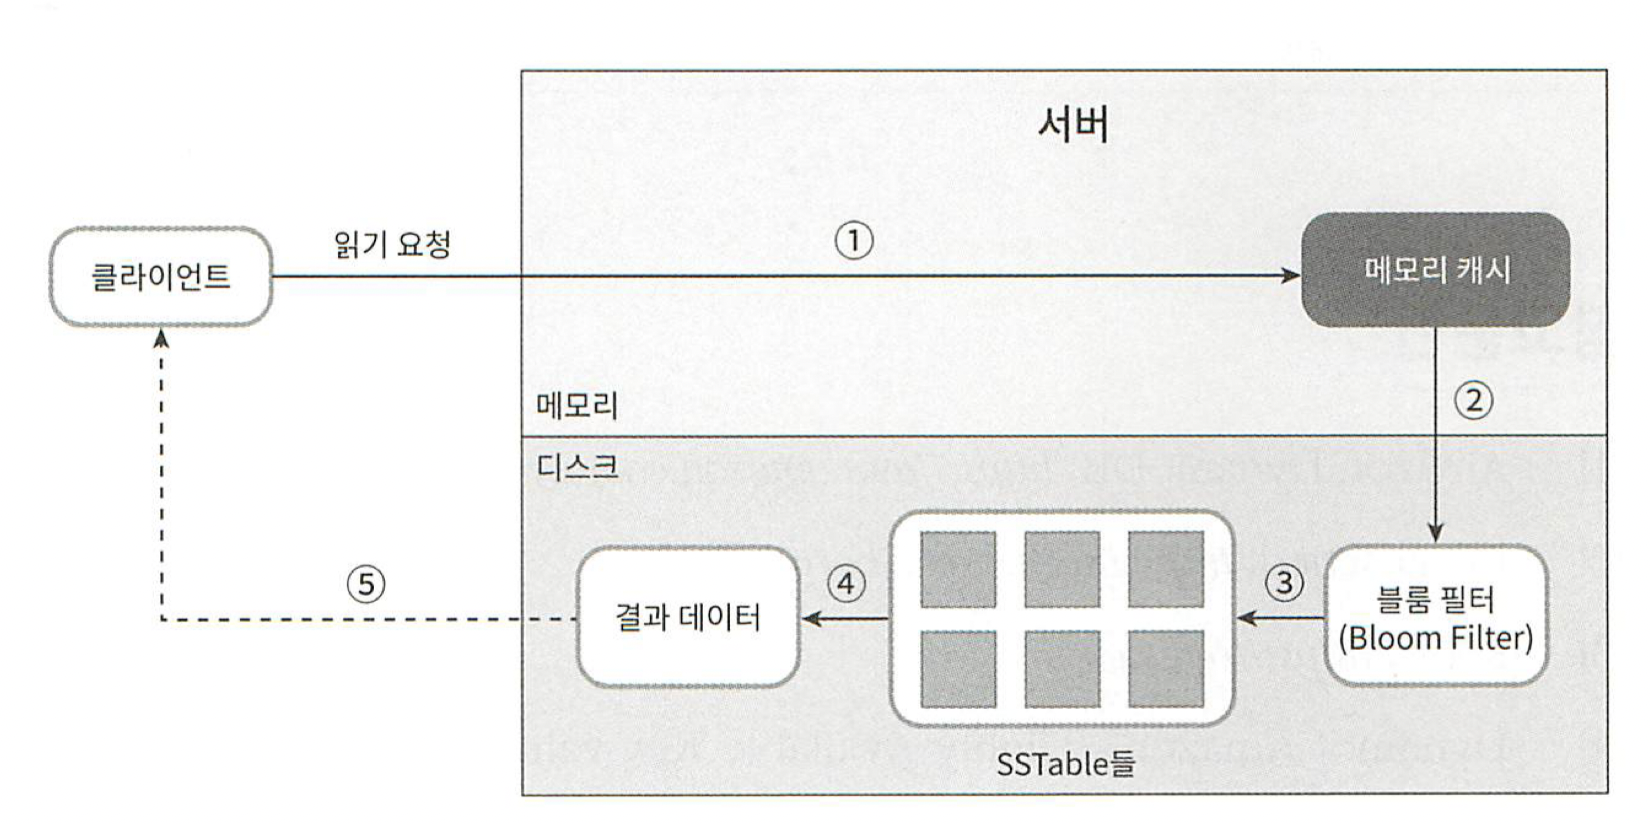 서버
읽기 요청
①
클라이언트
메모리 캐시
메모리
②
디스크
⑤
결과 데이터
④
③
블룸 필터
(Bloom Filter)
SSTable들